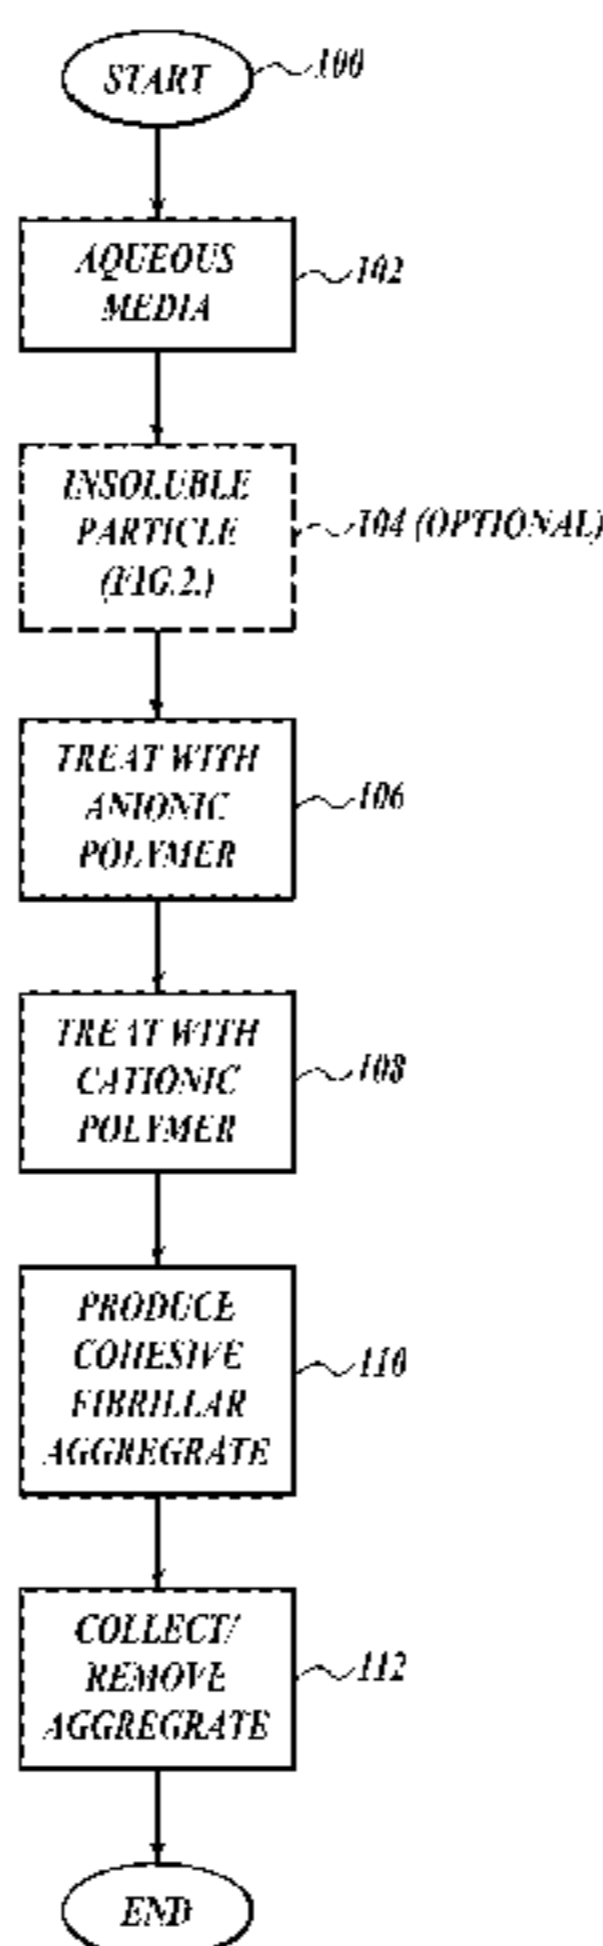 START
100
AQUEOUS
MEDIA
102
INSOLUBLE
PARTICLE
(FIG.2.)
104 (OPTIONAL)
TREAT WITH
ANIONIC
POLYMER
106
TREAT WITH
CATIONIC
POLYMER
108
PRODUCE
COHESIVE
FIBRILLAR
AGGREGRATE
110
COLLECT/
REMOVE
AGGREGRATE
112
END